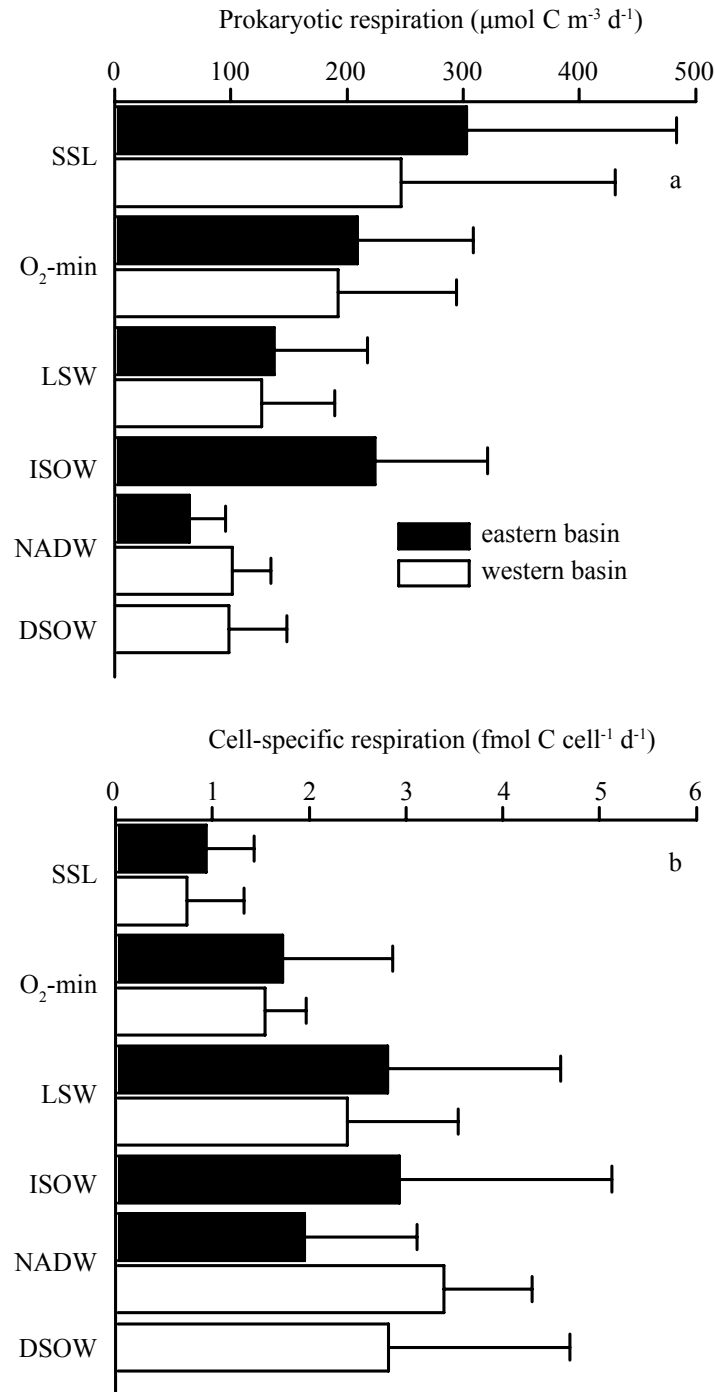 Prokaryotic respiration (μmol C m⁻³ d⁻¹)
0 100 200 300 400 500
SSL
a
O₂-min
LSW
ISOW
eastern basin
NADW
western basin
DSOW
Cell-specific respiration (fmol C cell⁻¹ d⁻¹)
0 1 2 3 4 5 6
b
SSL
O₂-min
LSW
ISOW
NADW
DSOW